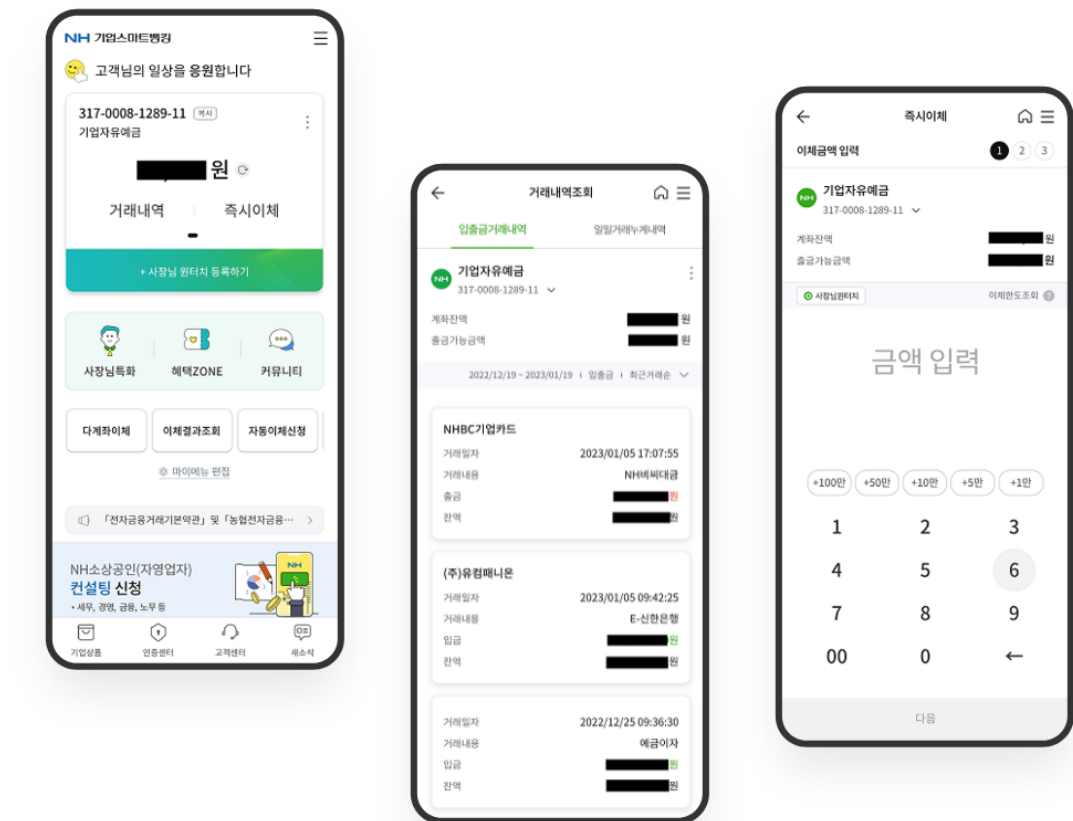 NH 기업스마트뱅킹
고객님의 일상을 응원합니다
317-0008-1289-11 복사
기업자유예금
원
거래내역 즉시이체
+ 사장님 원터치 등록하기
사장님특화 혜택ZONE 커뮤니티
다계좌이체 이체결과조회 자동이체신청
마이메뉴 편집
「전자금융거래기본약관」 및 「농협전자금융…
NH소상공인(자영업자)
컨설팅 신청
• 세무, 경영, 금융, 노무 등
NH
기업상품 인증센터 고객센터 새소식
거래내역조회
입출금거래내역 일일거래누계내역
NH 기업자유예금
317-0008-1289-11
계좌잔액 원
출금가능금액 원
2022/12/19 ~ 2023/01/19 입출금 최근거래순
NHBC기업카드
거래일자 2023/01/05 17:07:55
거래내용 NH비씨대금
출금 원
잔액 원
(주)유컴패니온
거래일자 2023/01/05 09:42:25
거래내용 E-신한은행
입금 원
잔액 원
거래일자 2022/12/25 09:36:30
거래내용 예금이자
입금 원
잔액 원
즉시이체
이체금액 입력 1 2 3
NH 기업자유예금
317-0008-1289-11
계좌잔액 원
출금가능금액 원
사장님원터치 이체한도조회 ?
금액 입력
+100만 +50만 +10만 +5만 +1만
1 2 3
4 5 6
7 8 9
00 0 ←
다음